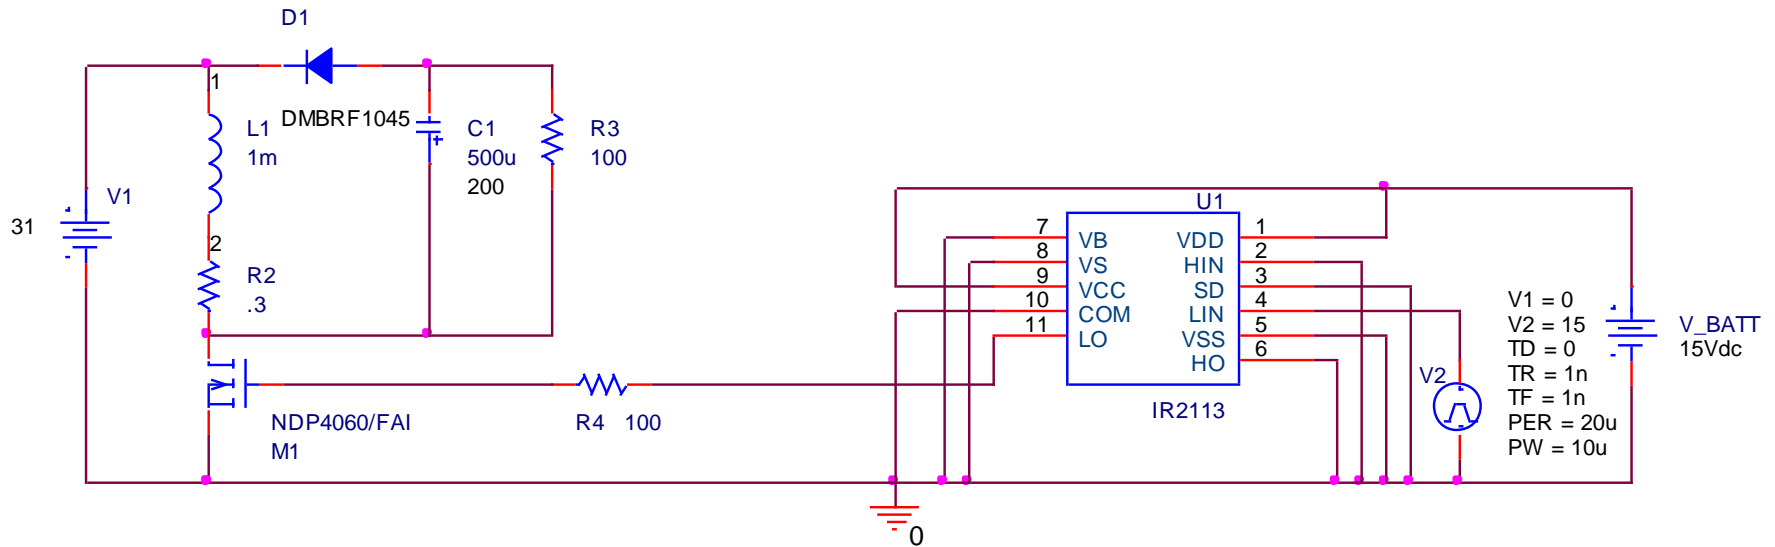 D1
1
DMBRF1045
L1
1m
C1
500u
200
R3
100
V1
31
2
R2
.3
NDP4060/FAI
M1
R4 100
U1
7 VB VDD 1
8 VS HIN 2
9 VCC SD 3
10 COM LIN 4
11 LO VSS 5
HO 6
IR2113
V2
V1 = 0
V2 = 15
TD = 0
TR = 1n
TF = 1n
PER = 20u
PW = 10u
V_BATT
15Vdc
0